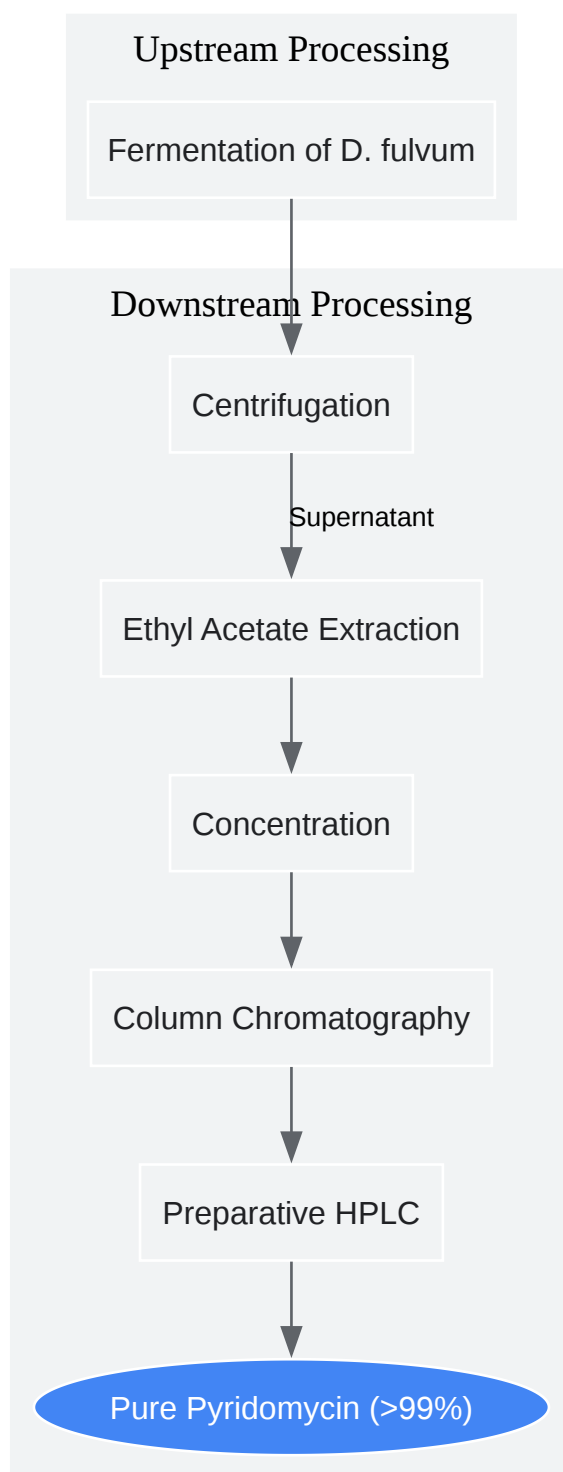 Upstream Processing
Fermentation of D. fulvum
Downstream Processing
Centrifugation
Supernatant
Ethyl Acetate Extraction
Concentration
Column Chromatography
Preparative HPLC
Pure Pyridomycin (>99%)